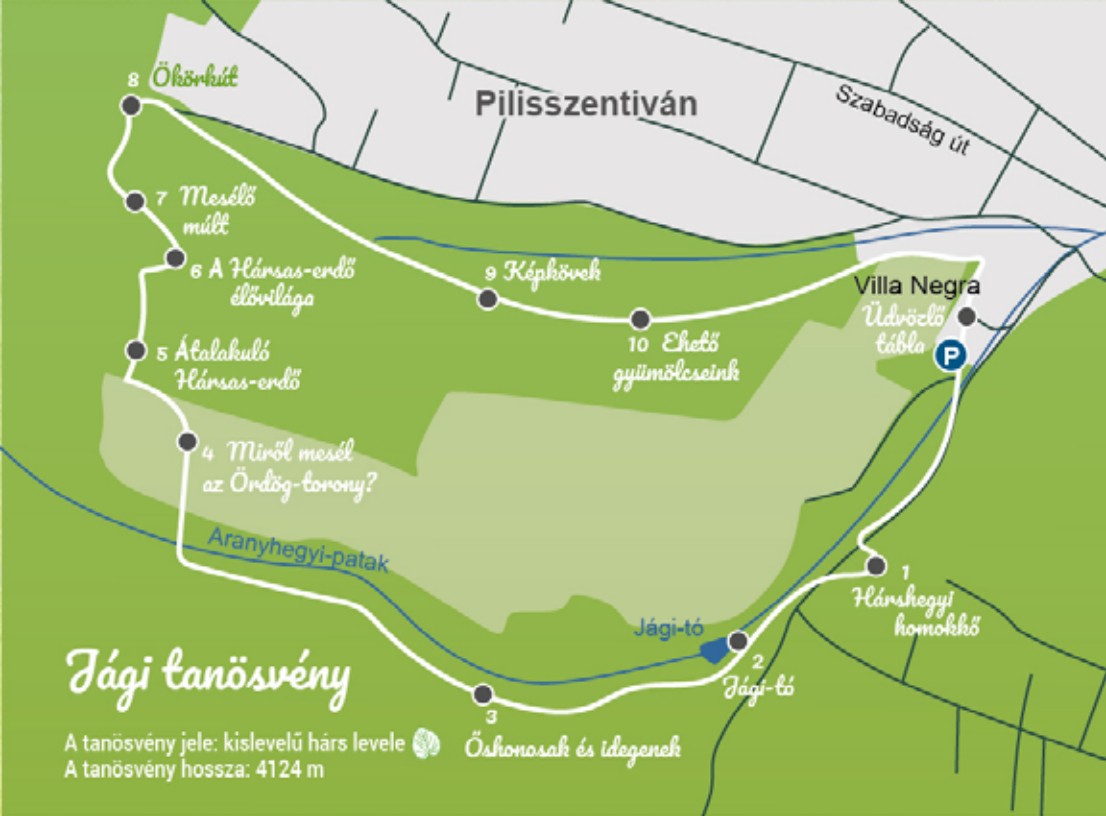 8 Ökörkút
Pilisszentiván
Szabadság út
7 Mesélő
múlt
6 A Hársas-erdő
élővilága
9 Képkövek
Villa Negra
Üdvözlő
tábla
P
10 Ehető
gyümölcseink
5 Átalakuló
Hársas-erdő
4 Miről mesél
az Ördög-torony?
Aranyhegyi-patak
1
Hárshegyi
homokkő
Jági-tó
2
Jági-tó
3
Őshonosak és idegenek
Jági tanösvény
A tanösvény jele: kislevelű hárs levele
A tanösvény hossza: 4124 m